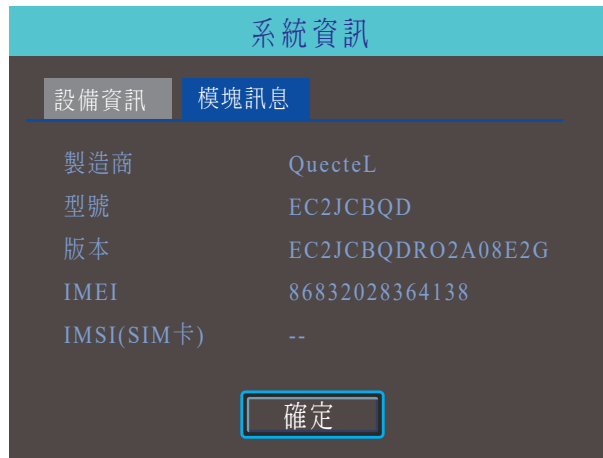 系統資訊
設備資訊 模塊訊息
製造商 QuecteL
型號 EC2JCBQD
版本 EC2JCBQDRO2A08E2G
IMEI 86832028364138
IMSI(SIM卡) --
確定